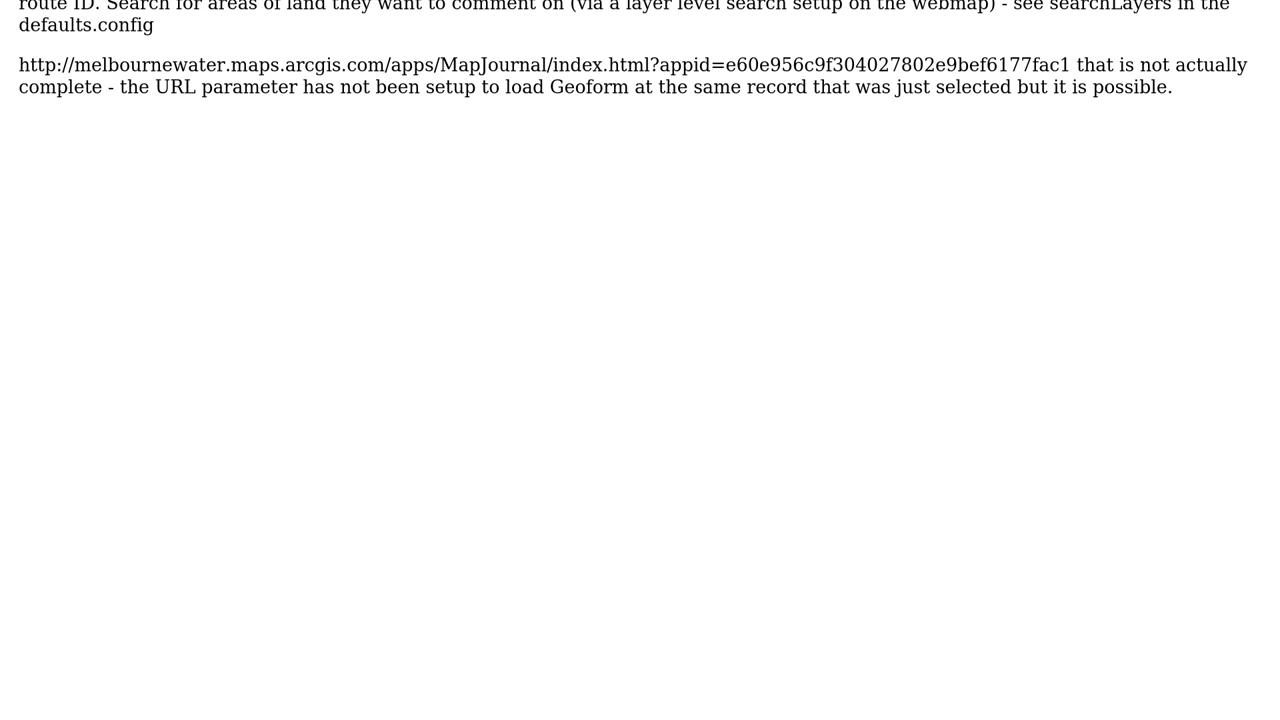 route ID. Search for areas of land they want to comment on (via a layer level search setup on the webmap) - see searchLayers in the
defaults.config
http://melbournewater.maps.arcgis.com/apps/MapJournal/index.html?appid=e60e956c9f304027802e9bef6177fac1 that is not actually
complete - the URL parameter has not been setup to load Geoform at the same record that was just selected but it is possible.